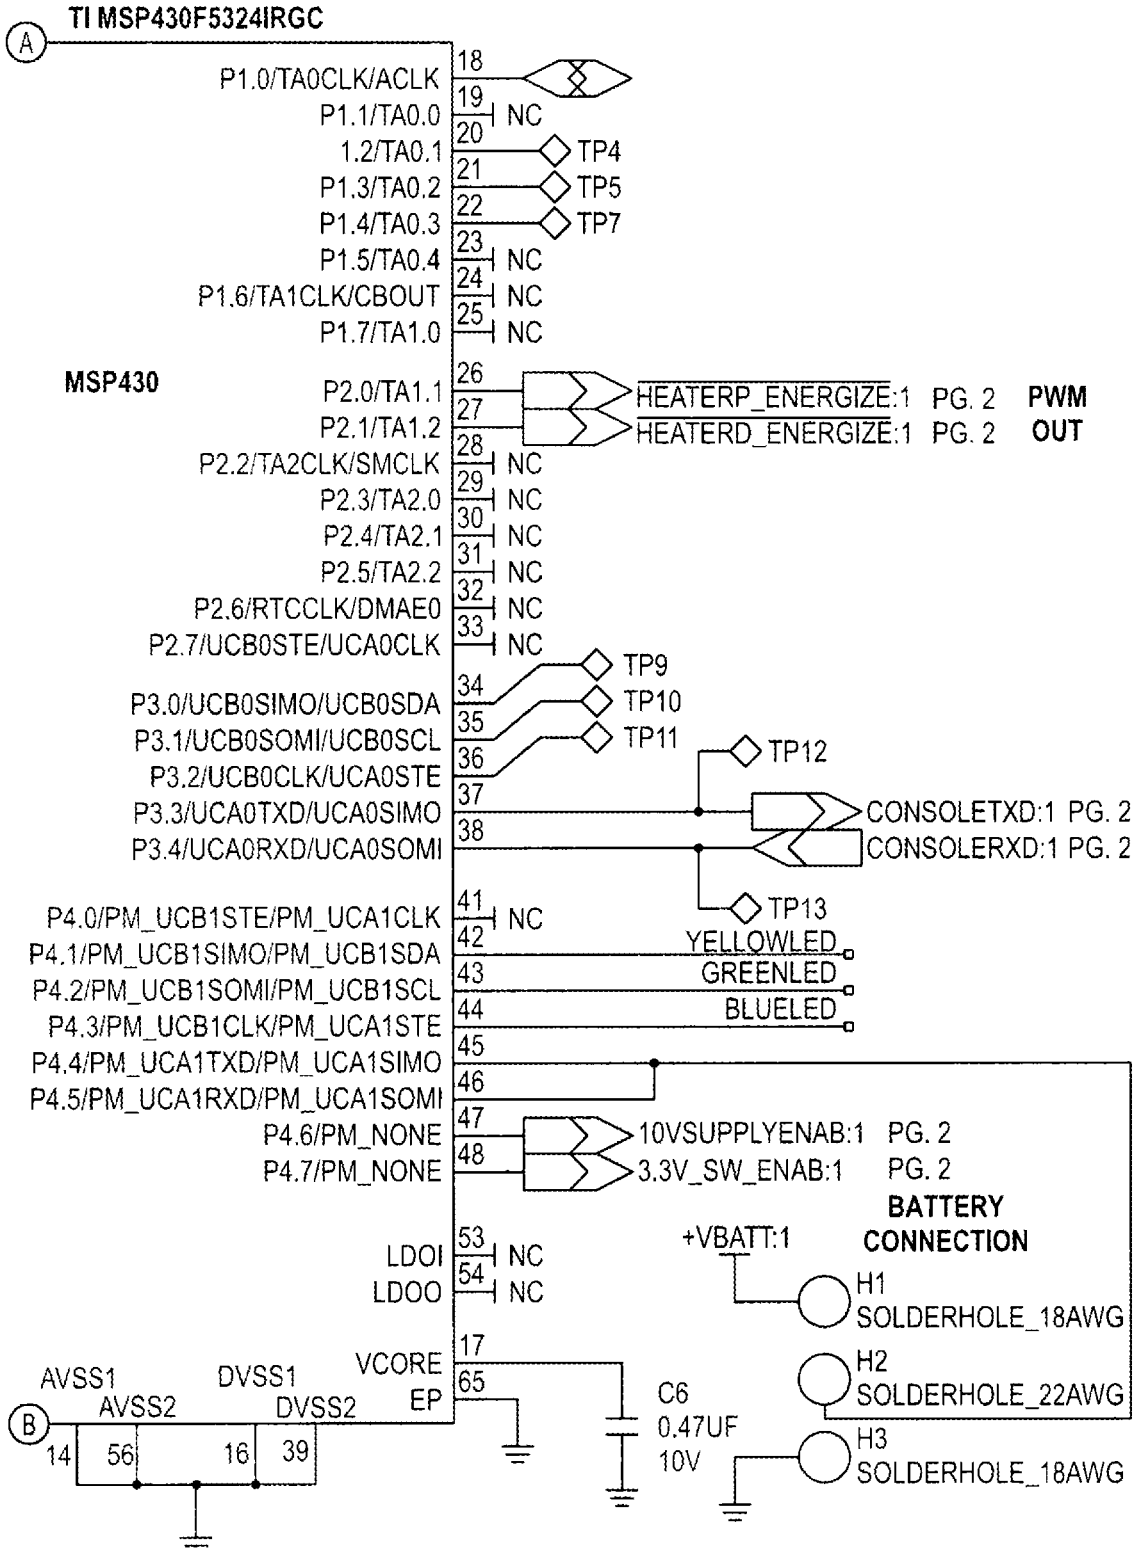 TI MSP430F5324IRGC
A
P1.0/TA0CLK/ACLK 18
P1.1/TA0.0 19 NC
1.2/TA0.1 20 TP4
P1.3/TA0.2 21 TP5
P1.4/TA0.3 22 TP7
P1.5/TA0.4 23 NC
P1.6/TA1CLK/CBOUT 24 NC
P1.7/TA1.0 25 NC
MSP430
P2.0/TA1.1 26 HEATERP_ENERGIZE:1 PG. 2 PWM
P2.1/TA1.2 27 HEATERD_ENERGIZE:1 PG. 2 OUT
P2.2/TA2CLK/SMCLK 28 NC
P2.3/TA2.0 29 NC
P2.4/TA2.1 30 NC
P2.5/TA2.2 31 NC
P2.6/RTCCLK/DMAE0 32 NC
P2.7/UCB0STE/UCA0CLK 33 NC
P3.0/UCB0SIMO/UCB0SDA 34 TP9
P3.1/UCB0SOMI/UCB0SCL 35 TP10
P3.2/UCB0CLK/UCA0STE 36 TP11
TP12
P3.3/UCA0TXD/UCA0SIMO 37 CONSOLETXD:1 PG. 2
P3.4/UCA0RXD/UCA0SOMI 38 CONSOLERXD:1 PG. 2
TP13
P4.0/PM_UCB1STE/PM_UCA1CLK 41 NC
P4.1/PM_UCB1SIMO/PM_UCB1SDA 42 YELLOWLED
P4.2/PM_UCB1SOMI/PM_UCB1SCL 43 GREENLED
P4.3/PM_UCB1CLK/PM_UCA1STE 44 BLUELED
P4.4/PM_UCA1TXD/PM_UCA1SIMO 45
P4.5/PM_UCA1RXD/PM_UCA1SOMI 46
P4.6/PM_NONE 47 10VSUPPLYENAB:1 PG. 2
P4.7/PM_NONE 48 3.3V_SW_ENAB:1 PG. 2
BATTERY
CONNECTION
+VBATT:1
LDOI 53 NC
LDOO 54 NC
H1
SOLDERHOLE_18AWG
VCORE 17
EP 65
H2
SOLDERHOLE_22AWG
C6
0.47UF
10V
H3
SOLDERHOLE_18AWG
AVSS1 DVSS1
AVSS2 DVSS2
B
14 56 16 39